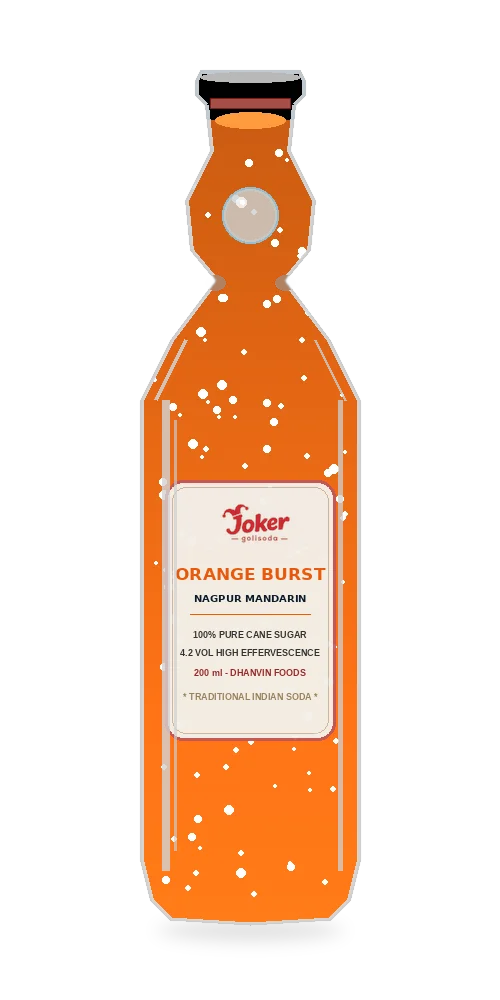 Joker
— golisoda —
ORANGE BURST
NAGPUR MANDARIN
100% PURE CANE SUGAR
4.2 VOL HIGH EFFERVESCENCE
200 ml - DHANVIN FOODS
* TRADITIONAL INDIAN SODA *